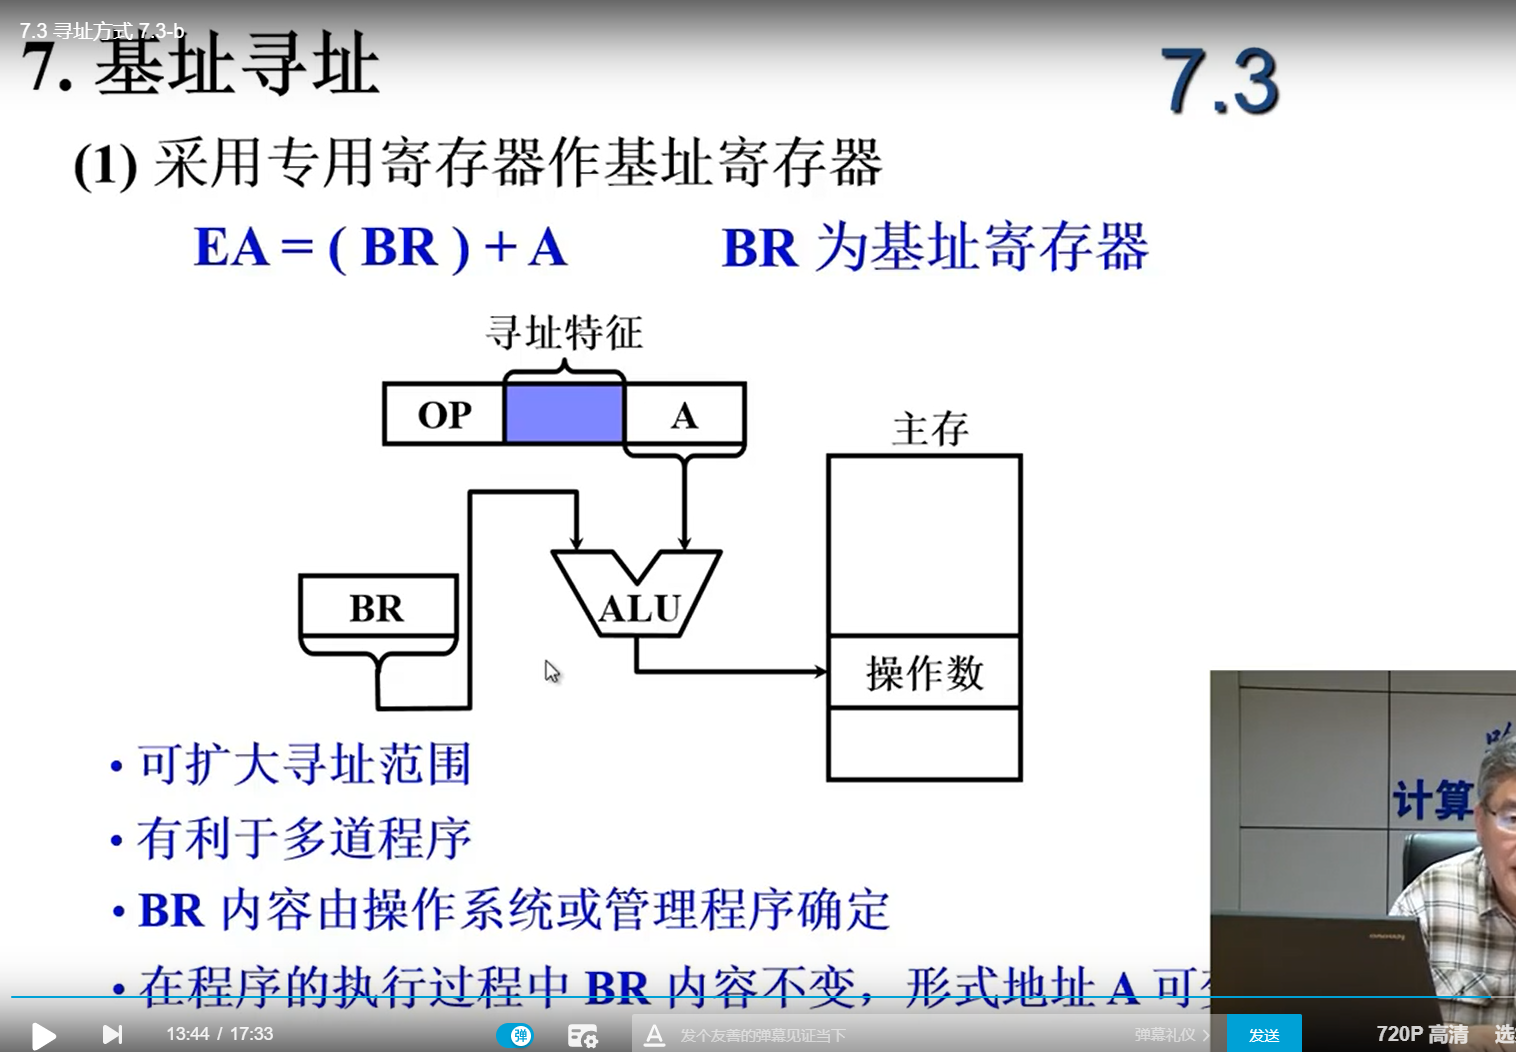 7.3 寻址方式 7.3-b
7. 基址寻址
7.3
(1) 采用专用寄存器作基址寄存器
EA = ( BR ) + A
BR 为基址寄存器
寻址特征
OP
A
主存
BR
ALU
操作数
• 可扩大寻址范围
• 有利于多道程序
• BR 内容由操作系统或管理程序确定
• 在程序的执行过程中 BR 内容不变，形式地址 A 可变
计算
13:44 / 17:33
弹
A
发个友善的弹幕见证当下
弹幕礼仪 >
发送
720P 高清
选